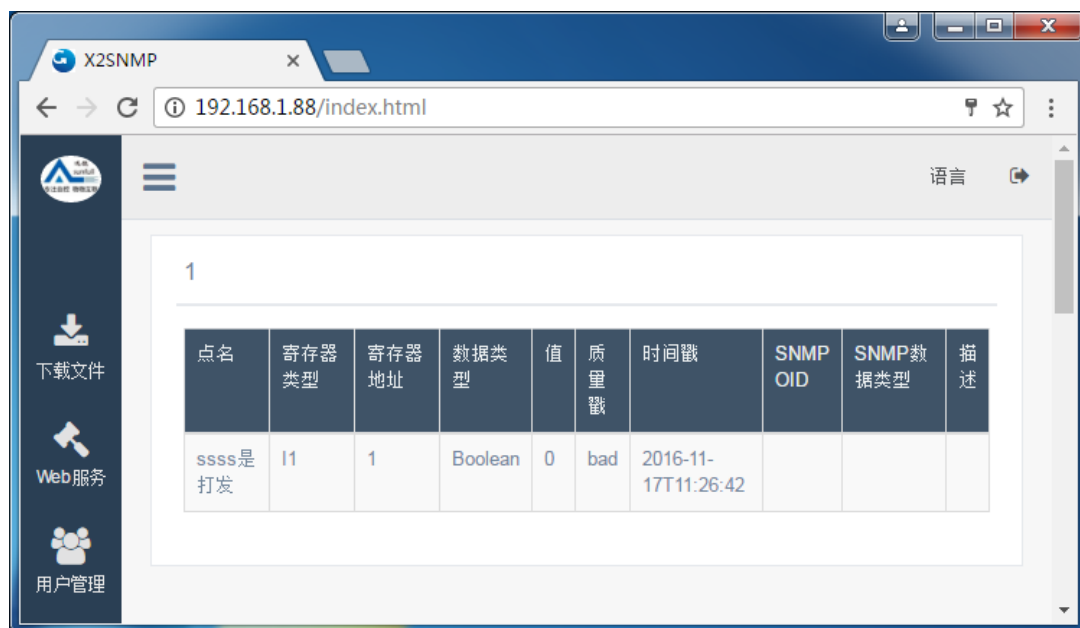 X2SNMP
192.168.1.88/index.html
语言
1
点名
寄存器
类型
寄存器
地址
数据类
型
值
质
量
戳
时间戳
SNMP
OID
SNMP数
据类型
描
述
ssss是
打发
I1
1
Boolean
0
bad
2016-11-
17T11:26:42
下载文件
Web服务
用户管理